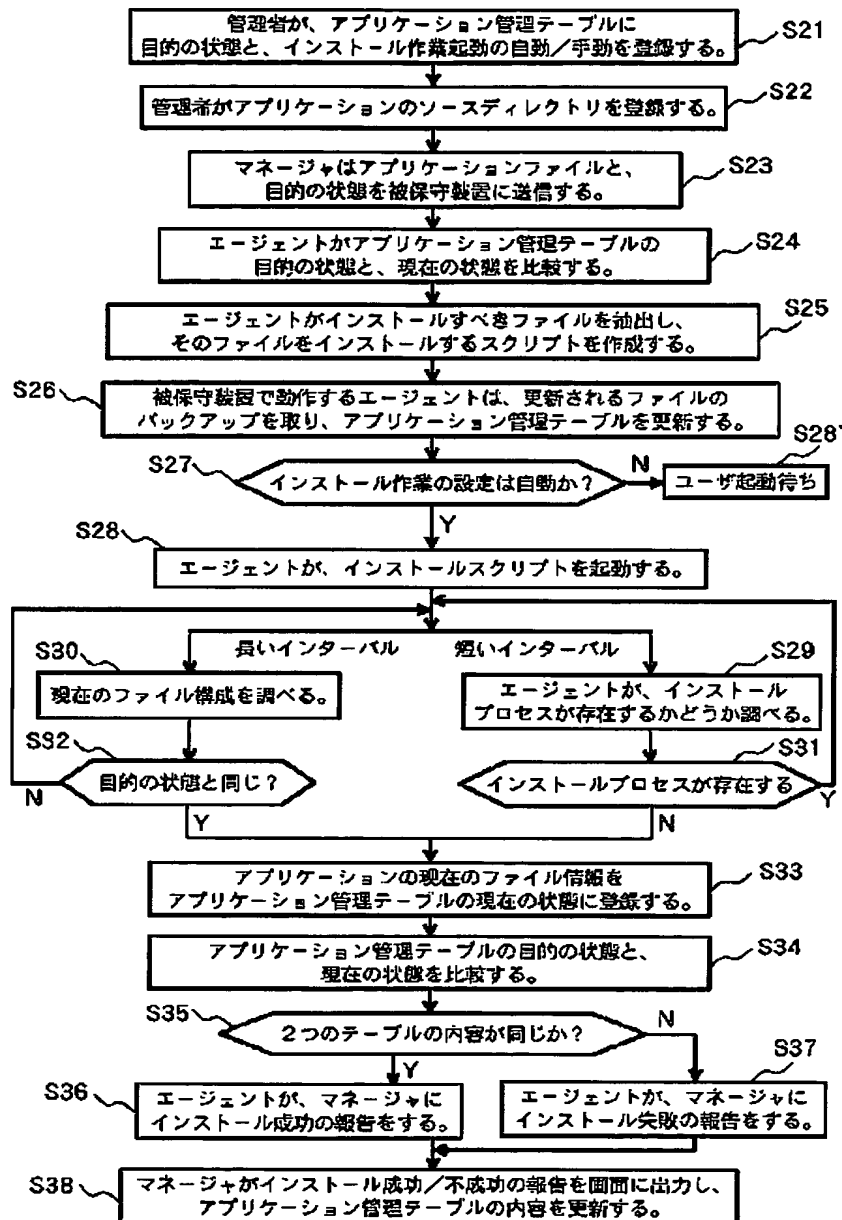 管理者が、アプリケーション管理テーブルに
目的の状態と、インストール作業起動の自動／手動を登録する。
S21
管理者がアプリケーションのソースディレクトリを登録する。
S22
マネージャはアプリケーションファイルと、
目的の状態を被保守装置に送信する。
S23
エージェントがアプリケーション管理テーブルの
目的の状態と、現在の状態を比較する。
S24
エージェントがインストールすべきファイルを抽出し、
そのファイルをインストールするスクリプトを作成する。
S25
S26
被保守装置で動作するエージェントは、更新されるファイルの
バックアップを取り、アプリケーション管理テーブルを更新する。
S27
インストール作業の設定は自動か？
N
S28'
ユーザ起動待ち
Y
S28
エージェントが、インストールスクリプトを起動する。
長いインターバル
短いインターバル
S30
現在のファイル構成を調べる。
S29
エージェントが、インストール
プロセスが存在するかどうか調べる。
S32
目的の状態と同じ？
N
Y
S31
インストールプロセスが存在する
Y
N
アプリケーションの現在のファイル情報を
アプリケーション管理テーブルの現在の状態に登録する。
S33
アプリケーション管理テーブルの目的の状態と、
現在の状態を比較する。
S34
S35
２つのテーブルの内容が同じか？
N
Y
S36
エージェントが、マネージャに
インストール成功の報告をする。
S37
エージェントが、マネージャに
インストール失敗の報告をする。
S38
マネージャがインストール成功／不成功の報告を画面に出力し、
アプリケーション管理テーブルの内容を更新する。